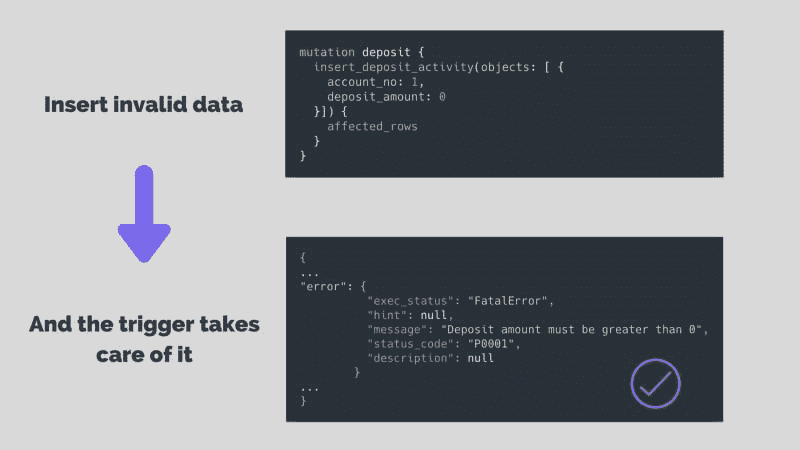 Insert invalid data
mutation deposit {
  insert_deposit_activity(objects: [ {
    account_no: 1,
    deposit_amount: 0
  }]) {
    affected_rows
  }
}
And the trigger takes
care of it
{
...
"error": {
          "exec_status": "FatalError",
          "hint": null,
          "message": "Deposit amount must be greater than 0",
          "status_code": "P0001",
          "description": null
        }
...
}